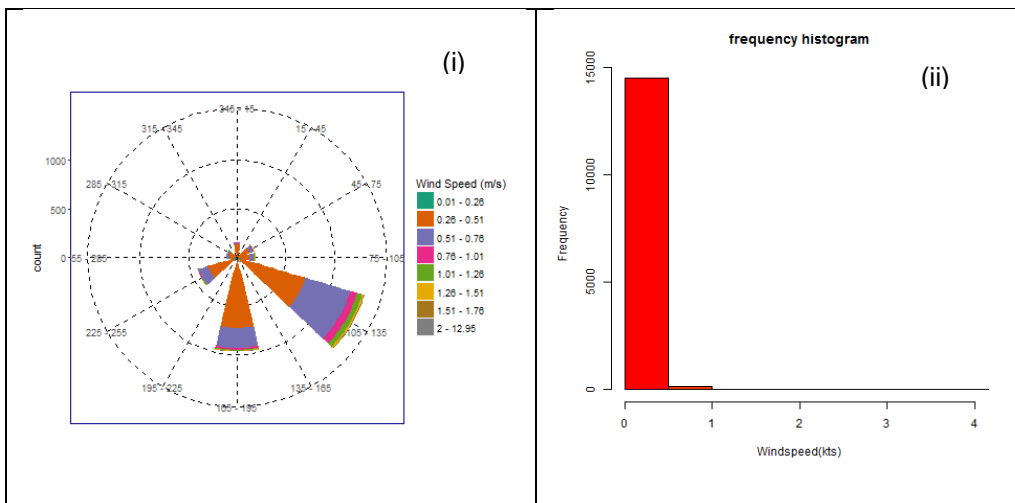 (i)
345 - 15
315 - 345
15 - 45
1000
285 - 315
45 - 75
Wind Speed (m/s)
0.01 - 0.26
0.26 - 0.51
0.51 - 0.76
0.76 - 1.01
1.01 - 1.26
1.26 - 1.51
1.51 - 1.76
2 - 12.95
500
count
0
55 - 285
75 - 105
225 - 255
105 - 135
195 - 225
135 - 165
165 - 195
frequency histogram
(ii)
15000
10000
5000
0
Frequency
0 1 2 3 4
Windspeed(kts)